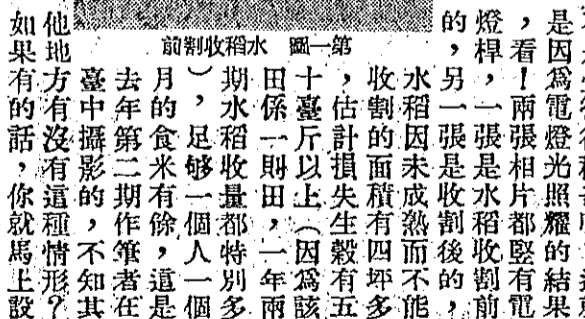 是因爲電燈光照耀的結果
，看！兩張相片都竪有電
燈桿，一張是水稻收割前
的，另一張是收割後的，
水稻因未成熟而不能
收割的面積有四坪多
，估計損失生穀有五
十臺斤以上（因爲該
田係一則田，一年兩
期水稻收量都特別多
），足够一個人一個
月的食米有餘，這是
去年第二期作筆者在
臺中攝影的，不知其
他地方有沒有這種情形？
如果有的話，你就馬上設
第一圖　水稻收割前